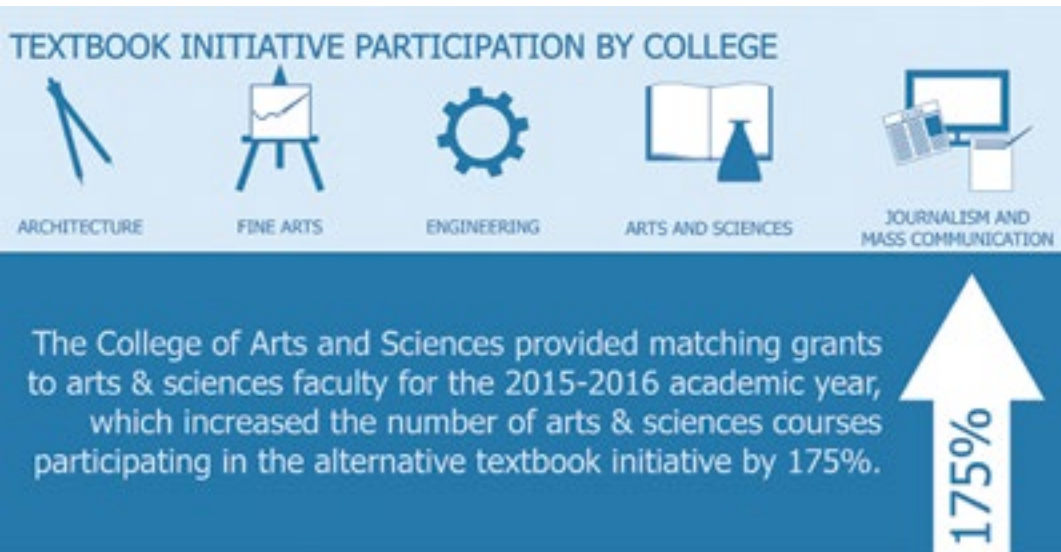 TEXTBOOK INITIATIVE PARTICIPATION BY COLLEGE
ARCHITECTURE
FINE ARTS
ENGINEERING
ARTS AND SCIENCES
JOURNALISM AND
MASS COMMUNICATION
The College of Arts and Sciences provided matching grants
to arts & sciences faculty for the 2015-2016 academic year,
which increased the number of arts & sciences courses
participating in the alternative textbook initiative by 175%.
175%